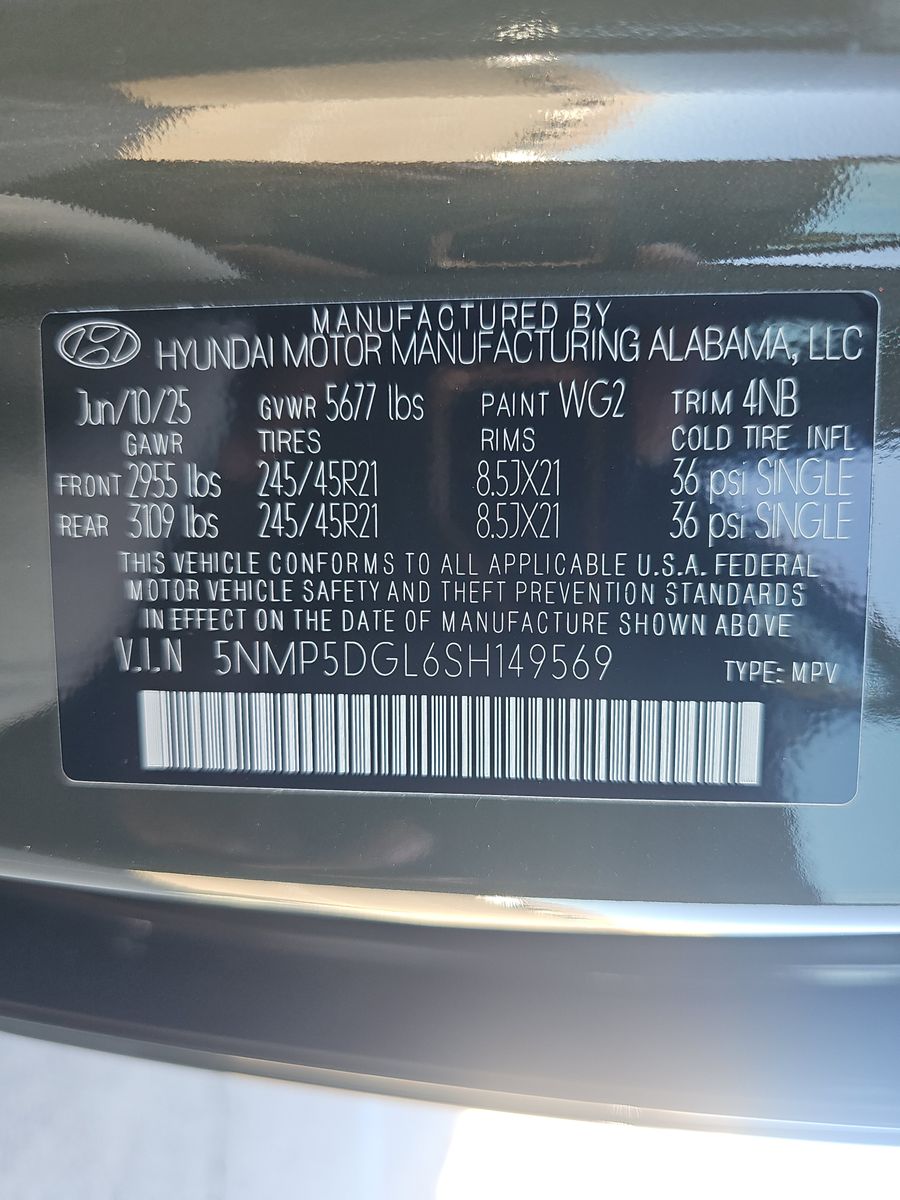 MANUFACTURED BY
HYUNDAI MOTOR MANUFACTURING ALABAMA, LLC
Jun/10/25 GVWR 5677 lbs PAINT WG2 TRIM 4NB
GAWR TIRES RIMS COLD TIRE INFL
FRONT 2955 lbs 245/45R21 8.5JX21 36 psi SINGLE
REAR 3109 lbs 245/45R21 8.5JX21 36 psi SINGLE
THIS VEHICLE CONFORMS TO ALL APPLICABLE U.S.A. FEDERAL
MOTOR VEHICLE SAFETY AND THEFT PREVENTION STANDARDS
IN EFFECT ON THE DATE OF MANUFACTURE SHOWN ABOVE
V.I.N 5NMP5DGL6SH149569 TYPE: MPV